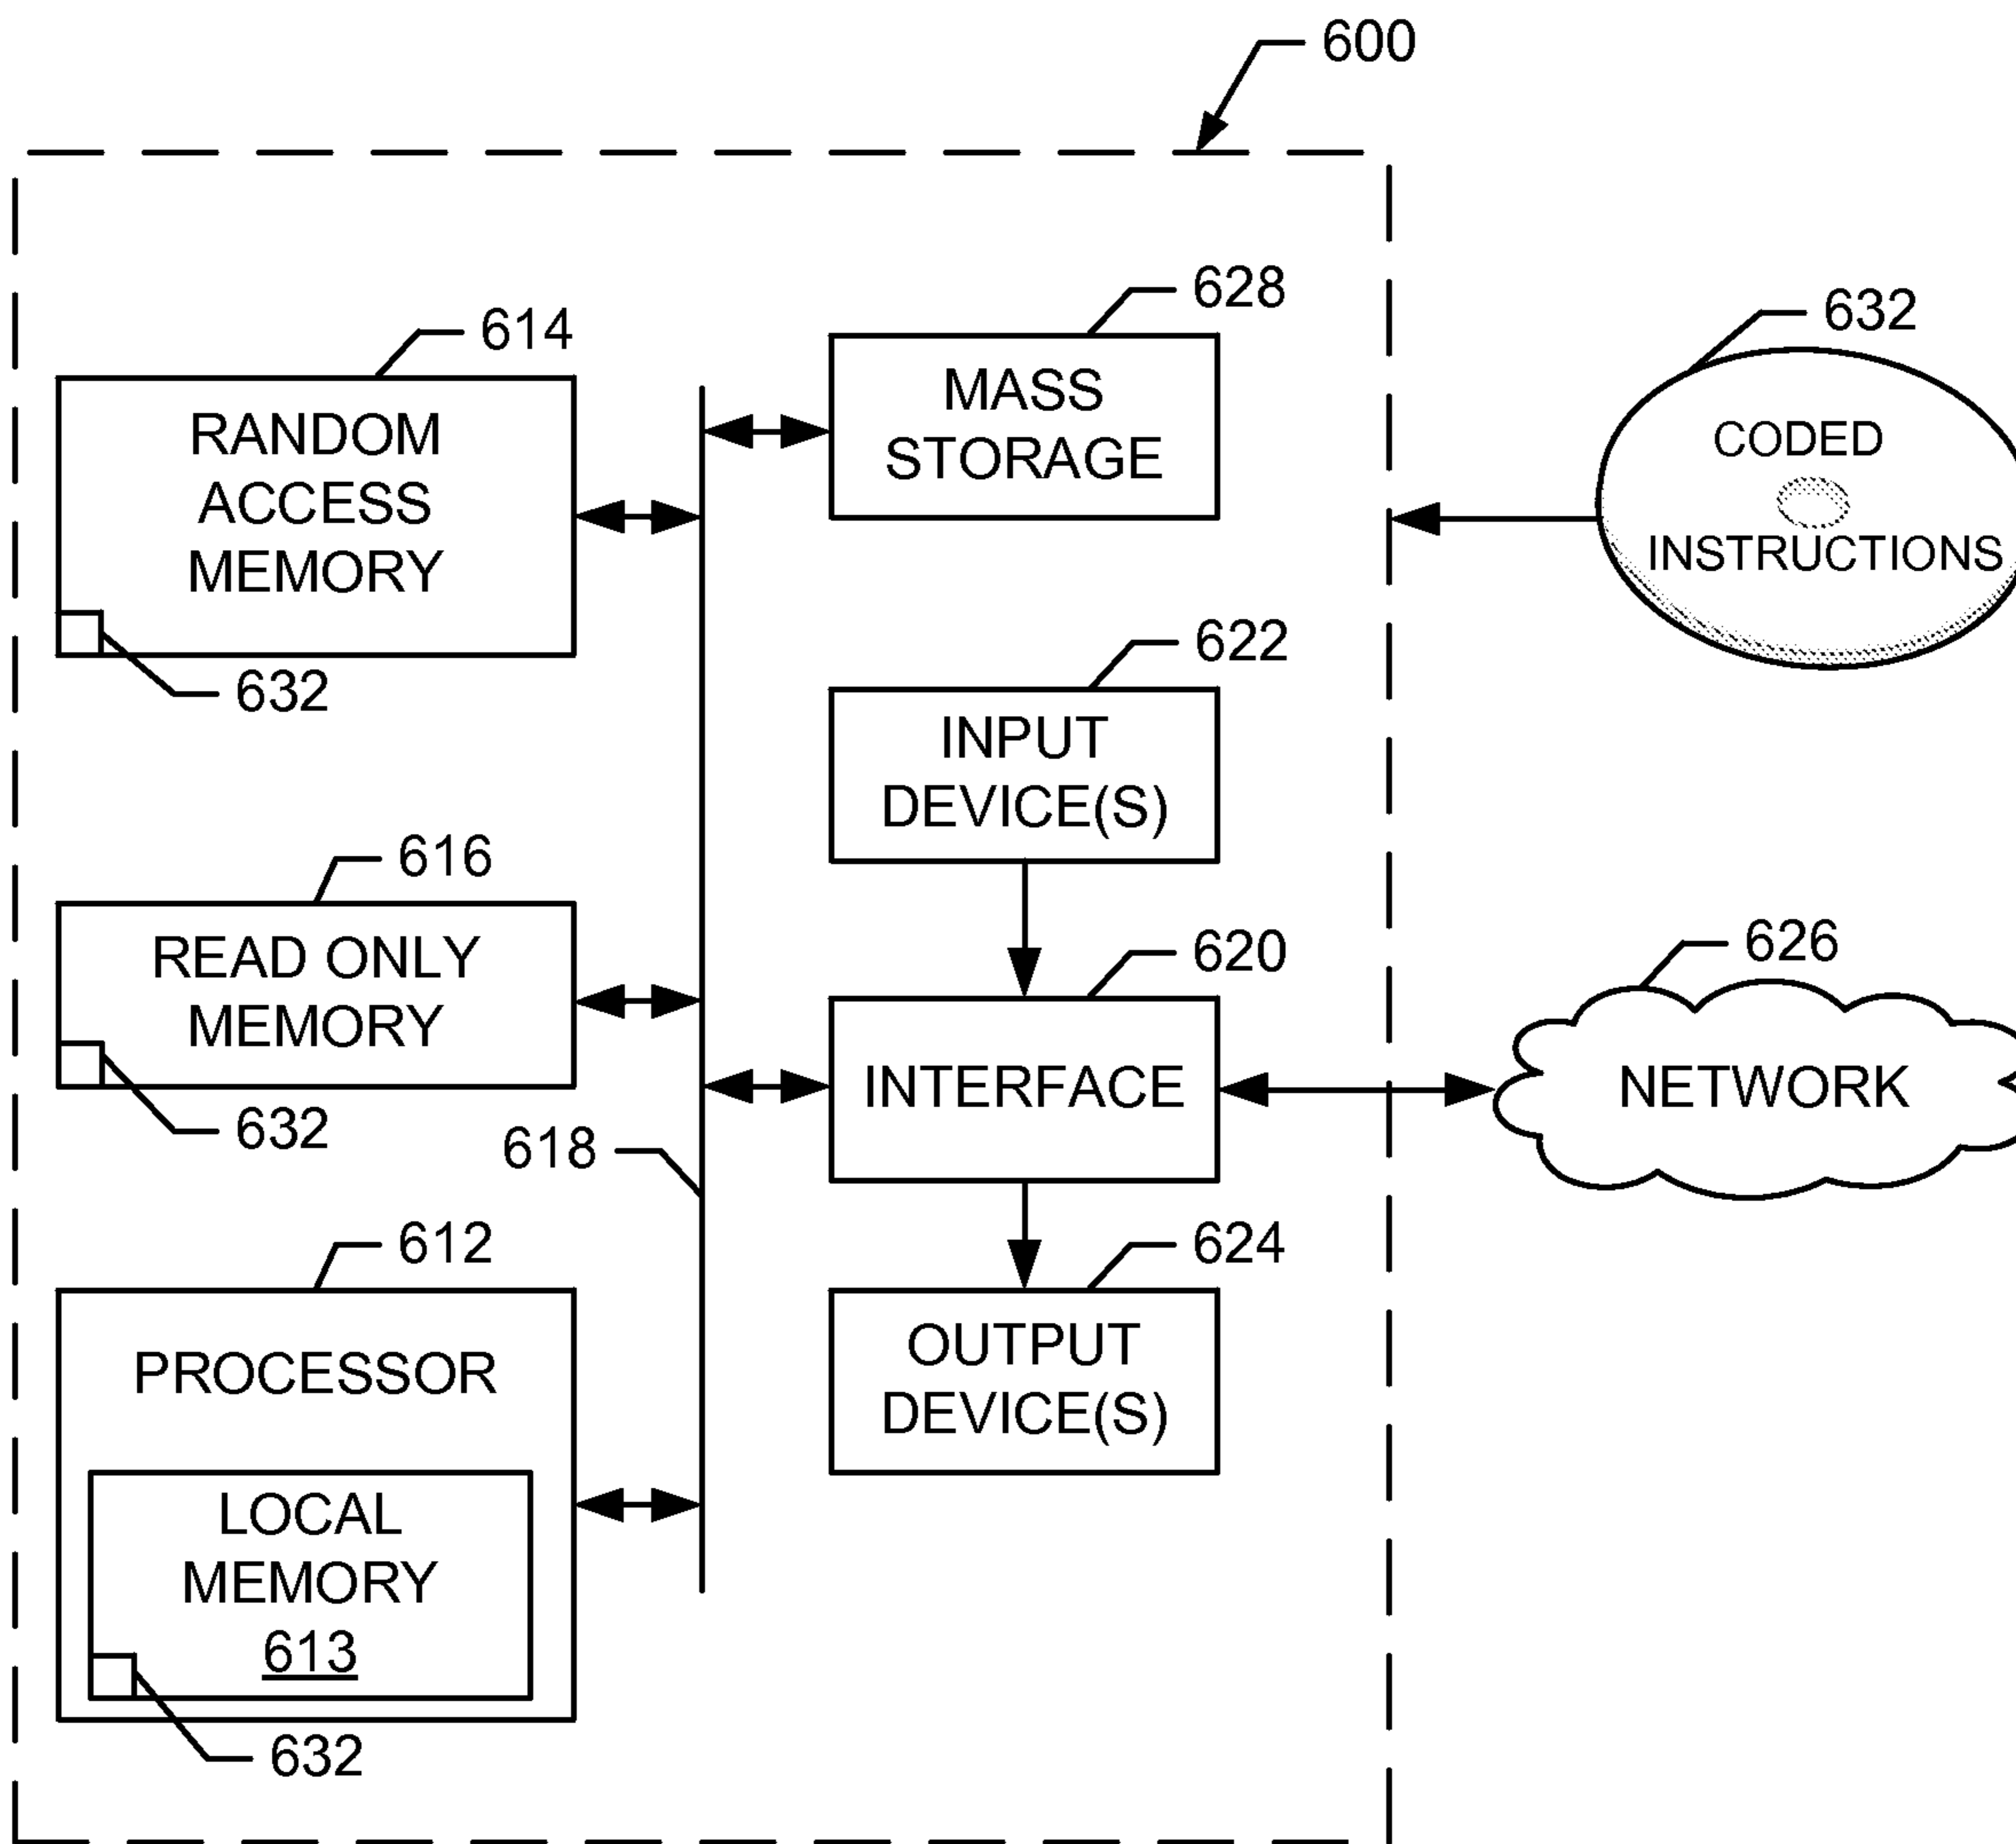 600
614
RANDOM
ACCESS
MEMORY
632
628
MASS
STORAGE
632
CODED
INSTRUCTIONS
622
INPUT
DEVICE(S)
616
READ ONLY
MEMORY
632
618
620
INTERFACE
626
NETWORK
612
PROCESSOR
LOCAL
MEMORY
613
632
624
OUTPUT
DEVICE(S)